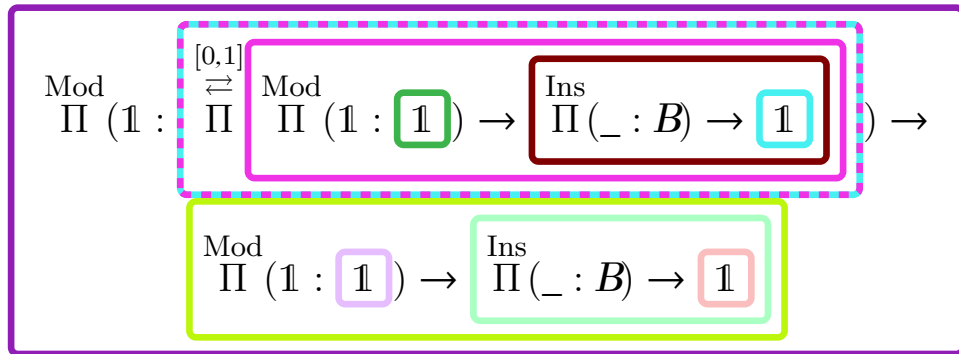 Mod Π (𝟙 : [0,1] ⇄ Π Mod Π (𝟙 : 𝟙) → Ins Π (_ : B) → 𝟙) →
Mod Π (𝟙 : 𝟙) → Ins Π (_ : B) → 𝟙